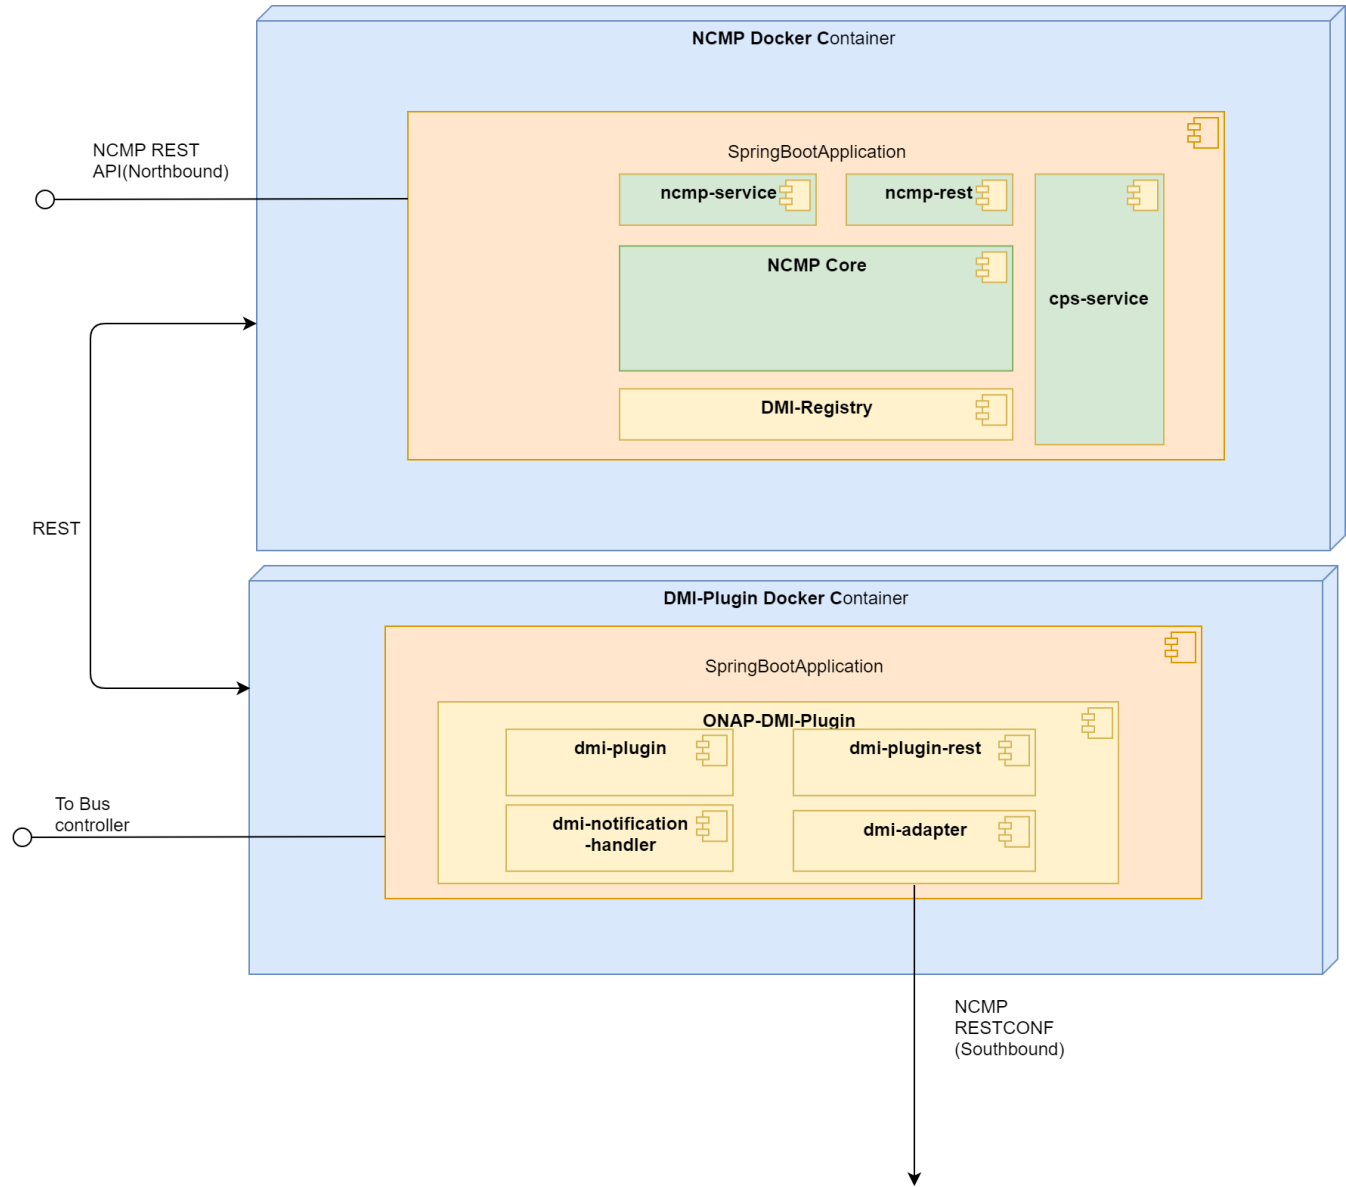 NCMP Docker Container
NCMP REST
API(Northbound)
SpringBootApplication
ncmp-service
ncmp-rest
NCMP Core
cps-service
DMI-Registry
REST
DMI-Plugin Docker Container
SpringBootApplication
ONAP-DMI-Plugin
dmi-plugin
dmi-plugin-rest
To Bus
controller
dmi-notification
-handler
dmi-adapter
NCMP
RESTCONF
(Southbound)